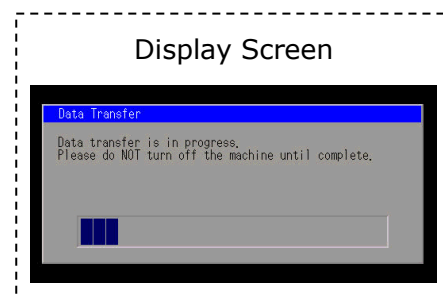 Display Screen
Data Transfer
Data transfer is in progress.
Please do NOT turn off the machine until complete.